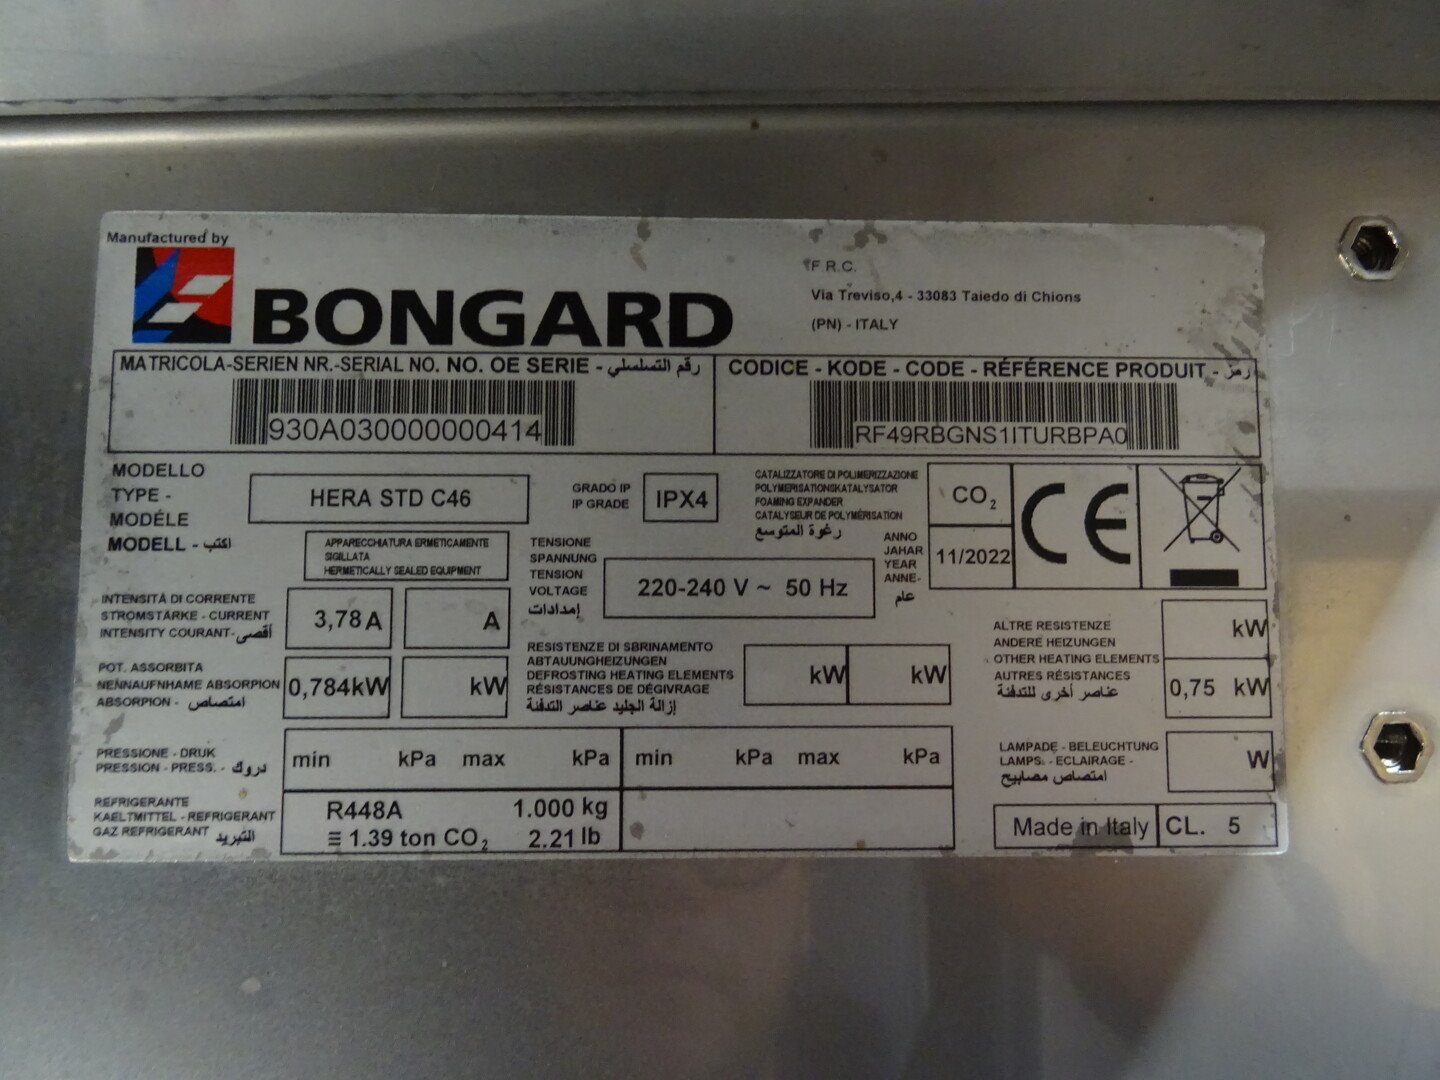 Manufactured by
BONGARD
F.R.C.
Via Treviso,4 - 33083 Taiedo di Chions
(PN) - ITALY
MATRICOLA-SERIEN NR.-SERIAL NO. NO. OE SERIE - رقم التسلسلي
930A030000000414
CODICE - KODE - CODE - RÉFÉRENCE PRODUIT - رمز
RF49RBGNS1ITURBPA0
MODELLO
TYPE -
MODÉLE
MODELL - اكتب
HERA STD C46
GRADO IP
IP GRADE
IPX4
CATALIZZATORE DI POLIMERIZZAZIONE
POLYMERISATIONSKATALYSATOR
FOAMING EXPANDER
CATALYSEUR DE POLYMÉRISATION
رغوة المتوسع
CO2
CE
APPARECCHIATURA ERMETICAMENTE
SIGILLATA
HERMETICALLY SEALED EQUIPMENT
TENSIONE
SPANNUNG
TENSION
VOLTAGE
إمدادات
220-240 V ~ 50 Hz
ANNO
JAHAR
YEAR
ANNE-
عام
11/2022
INTENSITÁ DI CORRENTE
STROMSTÄRKE - CURRENT
INTENSITY COURANT- أقصى
3,78 A
A
POT. ASSORBITA
NENNAUFNHAME ABSORPION
ABSORPION - امتصاص
0,784kW
kW
RESISTENZE DI SBRINAMENTO
ABTAUUNGHEIZUNGEN
DEFROSTING HEATING ELEMENTS
RÉSISTANCES DE DÉGIVRAGE
إزالة الجليد عناصر التدفئة
kW
kW
ALTRE RESISTENZE
ANDERE HEIZUNGEN
OTHER HEATING ELEMENTS
AUTRES RÉSISTANCES
عناصر أخرى للتدفئة
kW
0,75 kW
PRESSIONE - DRUK
PRESSION - PRESS. - دروك
min kPa max kPa
min kPa max kPa
LAMPADE - BELEUCHTUNG
LAMPS. - ECLAIRAGE -
امتصاص مصابيح
W
REFRIGERANTE
KAELTMITTEL - REFRIGERANT
GAZ REFRIGERANT التبريد
R448A 1.000 kg
≡ 1.39 ton CO2 2.21 lb
Made in Italy
CL. 5